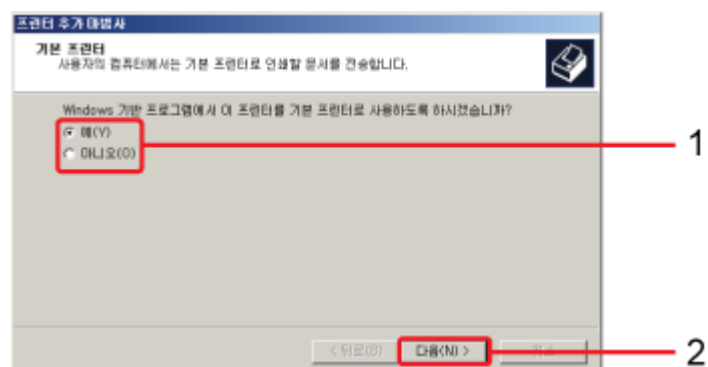 프린터 추가 마법사
기본 프린터
사용자의 컴퓨터에서는 기본 프린터로 인쇄할 문서를 전송합니다.
Windows 기반 프로그램에서 이 프린터를 기본 프린터로 사용하도록 하시겠습니까?
예(Y)
아니오(O)
1
< 뒤로(B) 다음(N) > 취소
2